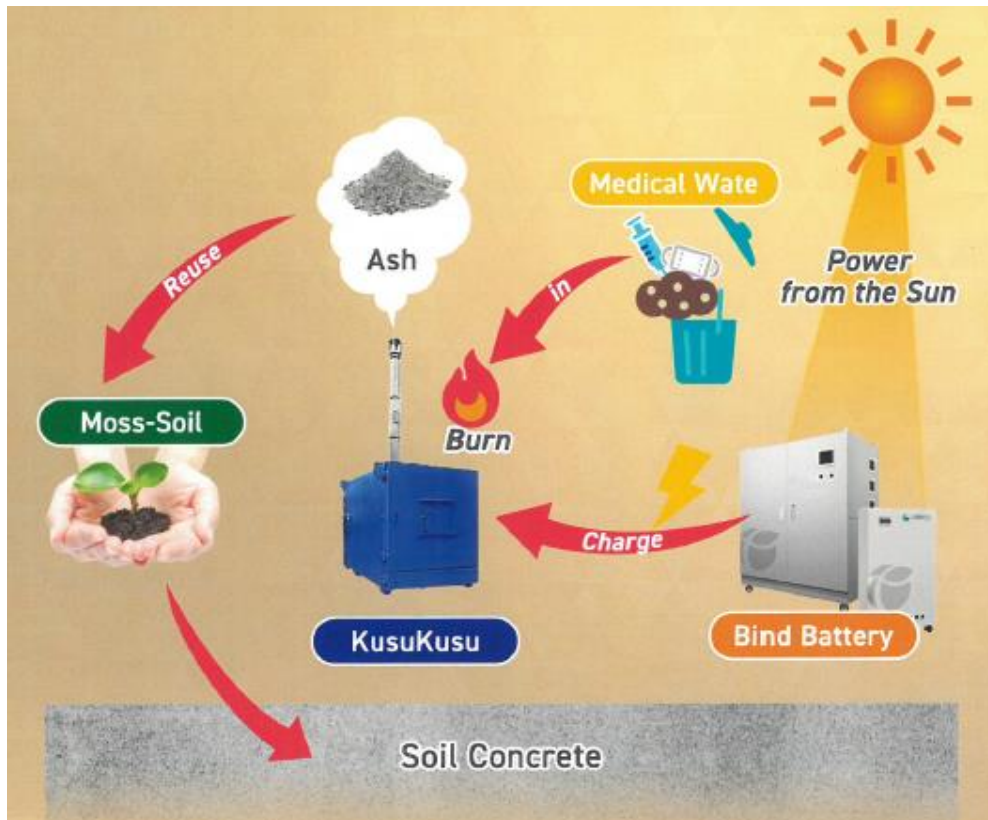 Medical Wate
Ash
Reuse
in
Power
from the Sun
Moss-Soil
Burn
Charge
KusuKusu
Bind Battery
Soil Concrete